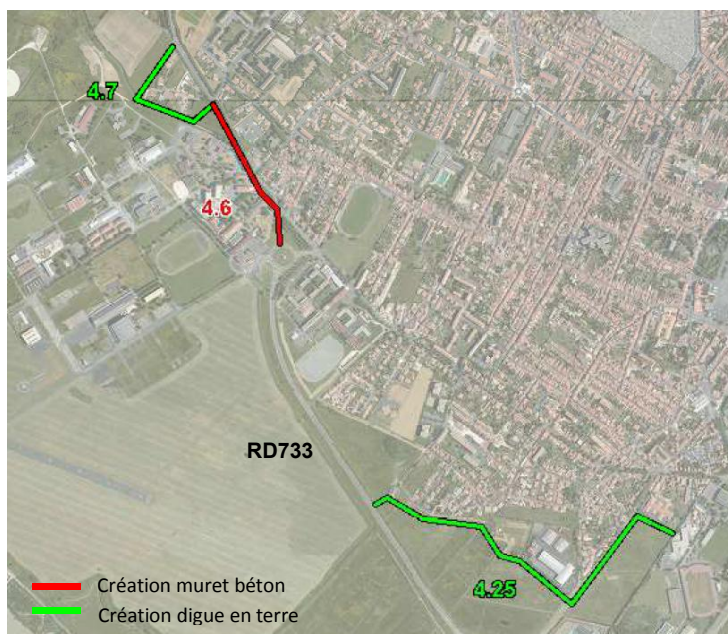 4.7
4.6
RD733
4.25
Création muret béton
Création digue en terre